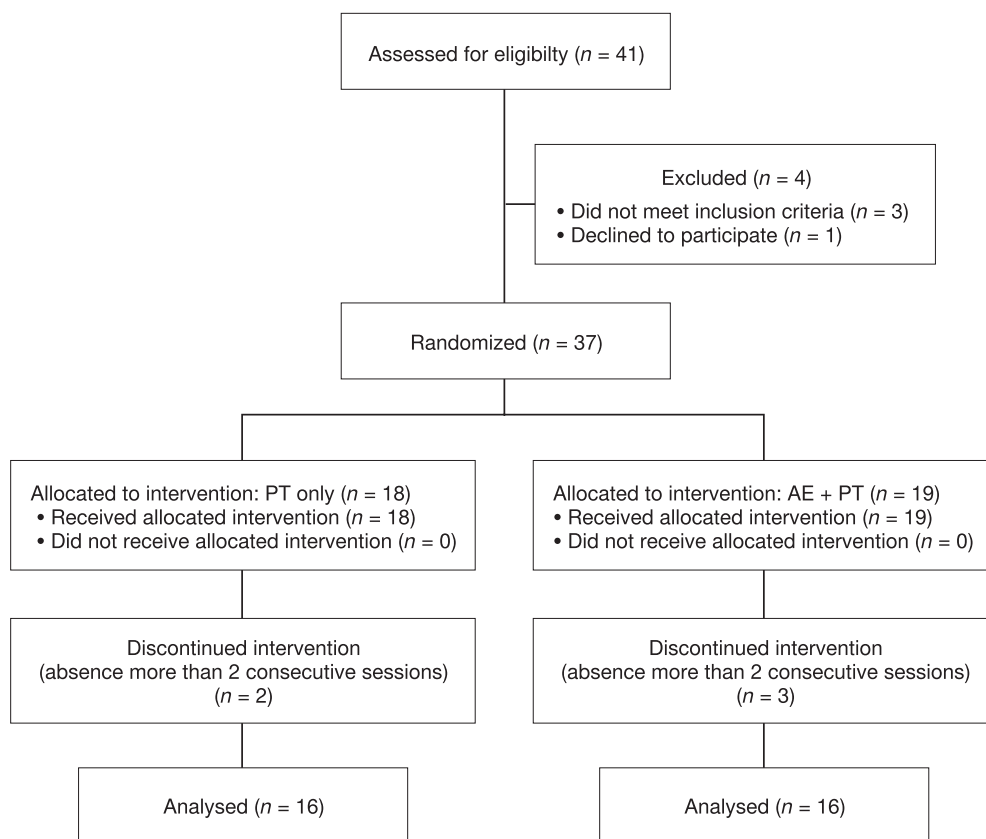 Assessed for eligibilty (n = 41)
Excluded (n = 4)
• Did not meet inclusion criteria (n = 3)
• Declined to participate (n = 1)
Randomized (n = 37)
Allocated to intervention: PT only (n = 18)
• Received allocated intervention (n = 18)
• Did not receive allocated intervention (n = 0)
Allocated to intervention: AE + PT (n = 19)
• Received allocated intervention (n = 19)
• Did not receive allocated intervention (n = 0)
Discontinued intervention
(absence more than 2 consecutive sessions)
(n = 2)
Discontinued intervention
(absence more than 2 consecutive sessions)
(n = 3)
Analysed (n = 16)
Analysed (n = 16)